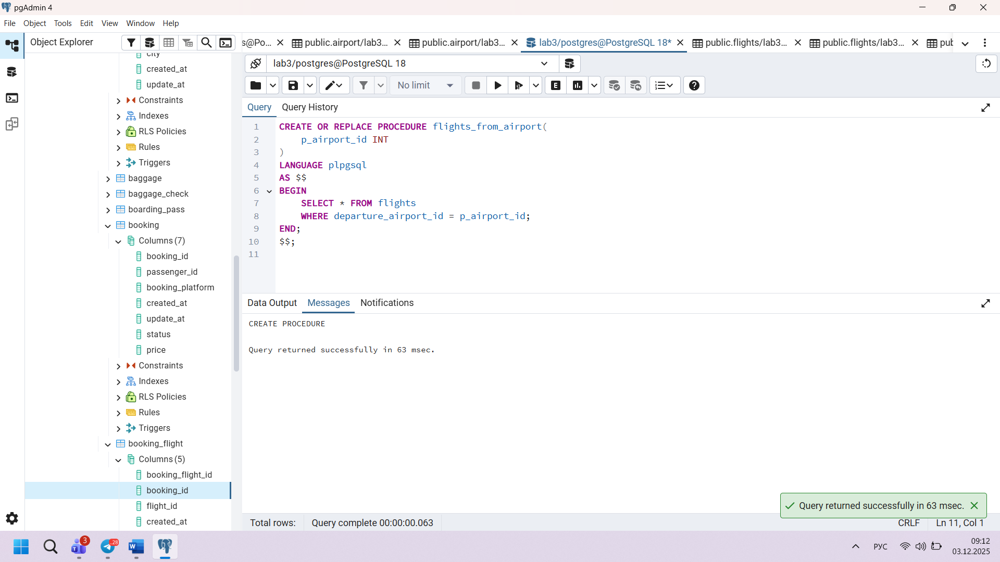 pgAdmin 4
File Object Tools Edit View Window Help
Object Explorer
s@Po... public.airport/lab3... public.airport/lab3... lab3/postgres@PostgreSQL 18* public.flights/lab3... public.flights/lab3... pub
lab3/postgres@PostgreSQL 18
No limit
E
Query Query History
1 CREATE OR REPLACE PROCEDURE flights_from_airport(
2 p_airport_id INT
3 )
4 LANGUAGE plpgsql
5 AS $$
6 BEGIN
7 SELECT * FROM flights
8 WHERE departure_airport_id = p_airport_id;
9 END;
10 $$;
11
city
created_at
update_at
Constraints
Indexes
RLS Policies
Rules
Triggers
baggage
baggage_check
boarding_pass
booking
Columns (7)
booking_id
passenger_id
booking_platform
created_at
update_at
status
price
Constraints
Indexes
RLS Policies
Rules
Triggers
booking_flight
Columns (5)
booking_flight_id
booking_id
flight_id
created_at
Data Output Messages Notifications
CREATE PROCEDURE
Query returned successfully in 63 msec.
Query returned successfully in 63 msec.
Total rows: Query complete 00:00:00.063 CRLF Ln 11, Col 1
3
..28
РУС
09:12
03.12.2025